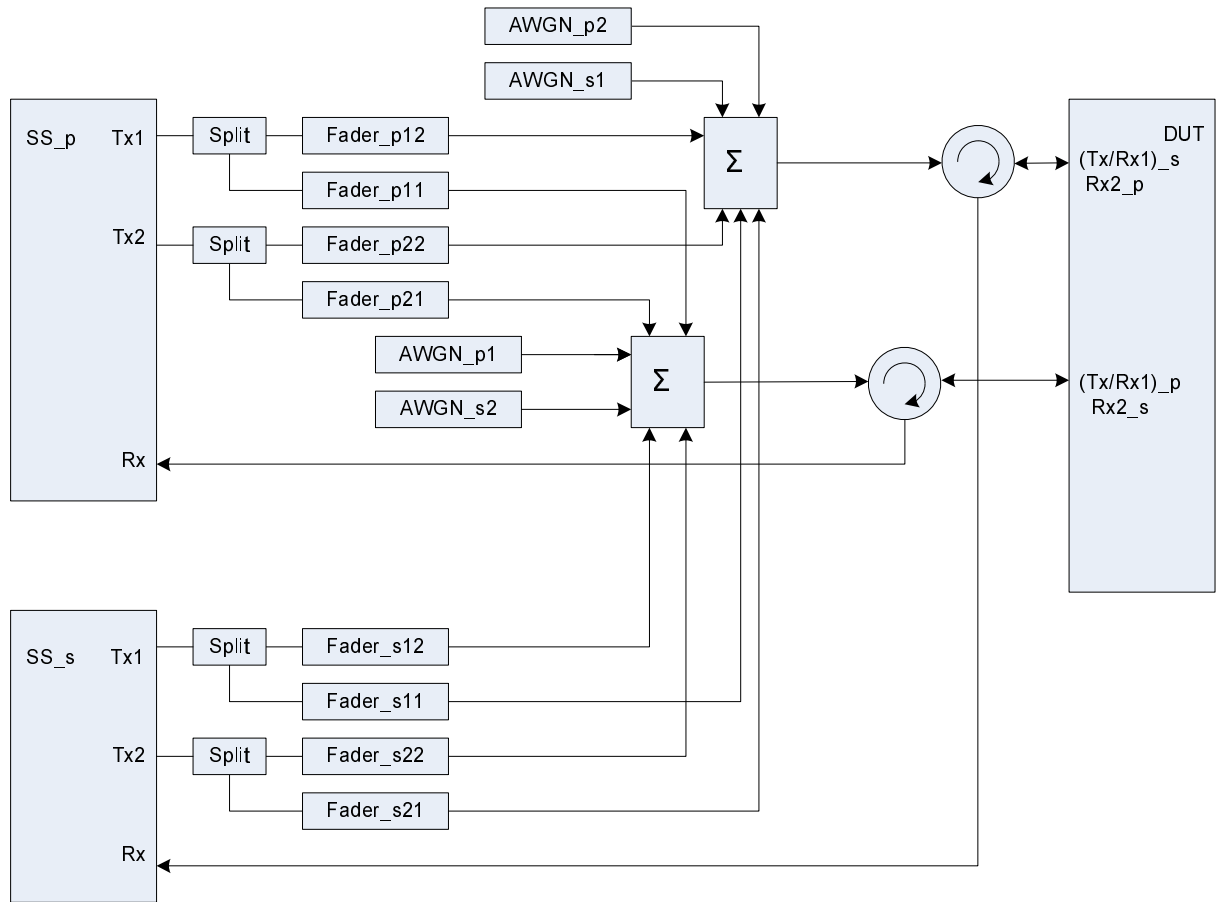 AWGN_p2
AWGN_s1
SS_p
Tx1
Split
Fader_p12
Σ
DUT
(Tx/Rx1)_s
Rx2_p
Fader_p11
Tx2
Split
Fader_p22
Fader_p21
AWGN_p1
Σ
AWGN_s2
(Tx/Rx1)_p
Rx2_s
Rx
SS_s
Tx1
Split
Fader_s12
Fader_s11
Tx2
Split
Fader_s22
Fader_s21
Rx